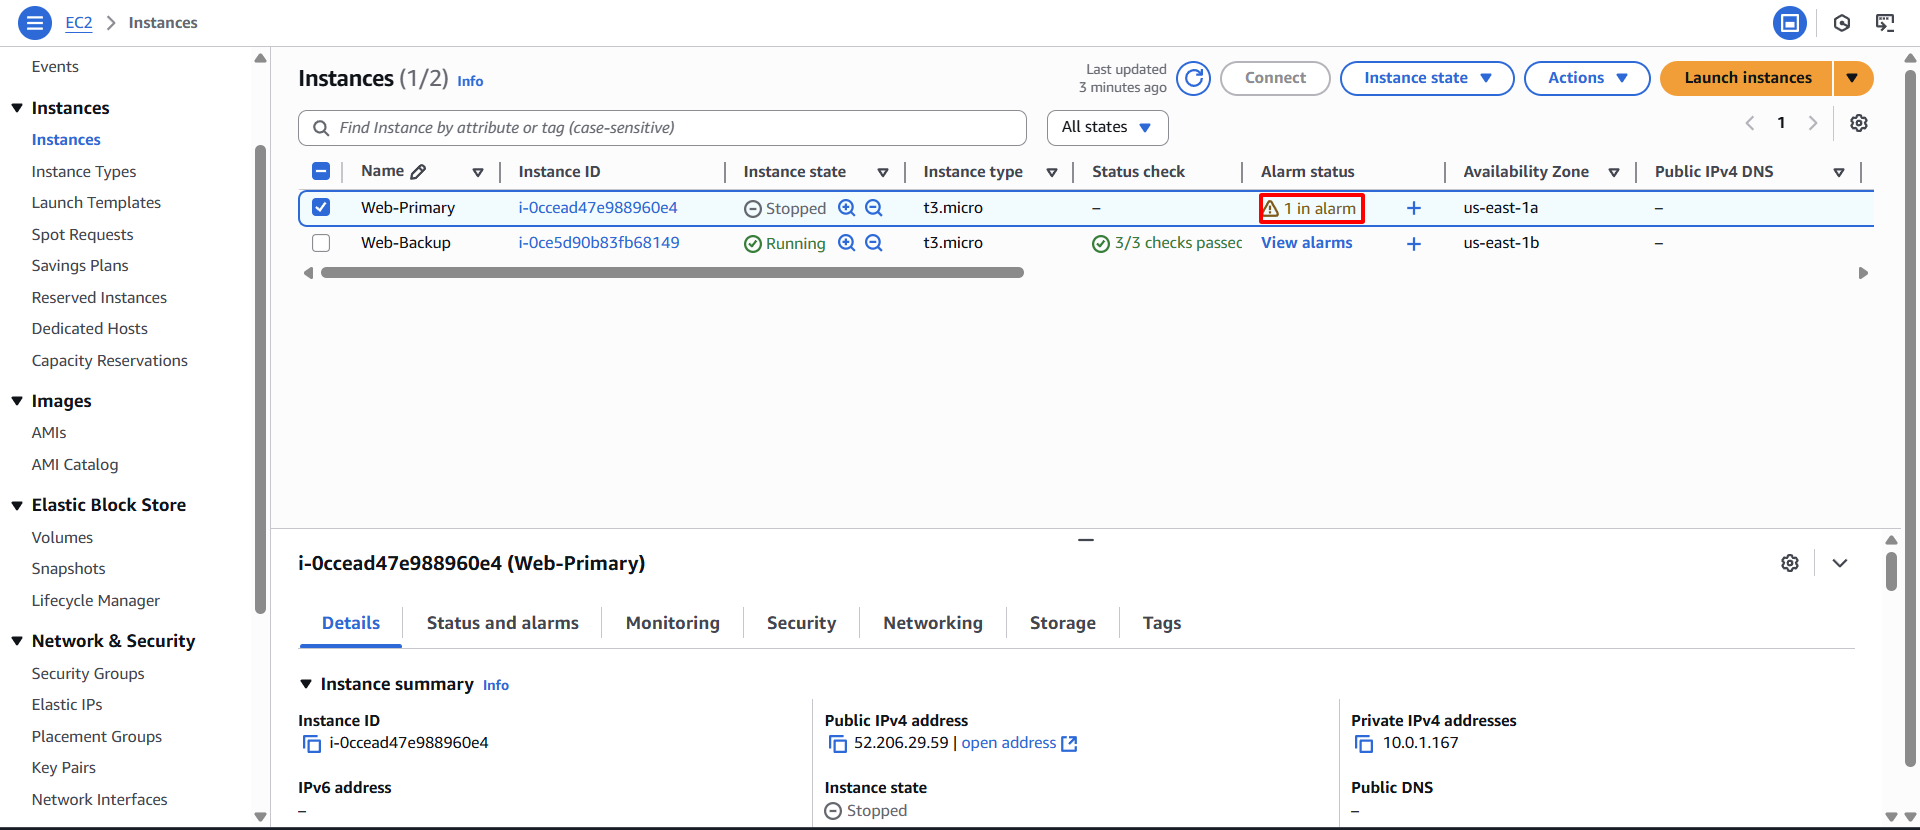 EC2 > Instances
Events
Instances
Instances
Instance Types
Launch Templates
Spot Requests
Savings Plans
Reserved Instances
Dedicated Hosts
Capacity Reservations
Images
AMIs
AMI Catalog
Elastic Block Store
Volumes
Snapshots
Lifecycle Manager
Network & Security
Security Groups
Elastic IPs
Placement Groups
Key Pairs
Network Interfaces
Instances (1/2) Info
Last updated
3 minutes ago
Connect
Instance state
Actions
Launch instances
Find Instance by attribute or tag (case-sensitive)
All states
1
Name Instance ID Instance state Instance type Status check Alarm status Availability Zone Public IPv4 DNS
Web-Primary i-0ccead47e988960e4 Stopped t3.micro – 1 in alarm + us-east-1a –
Web-Backup i-0ce5d90b83fb68149 Running t3.micro 3/3 checks passec View alarms + us-east-1b –
i-0ccead47e988960e4 (Web-Primary)
Details Status and alarms Monitoring Security Networking Storage Tags
Instance summary Info
Instance ID
i-0ccead47e988960e4
Public IPv4 address
52.206.29.59 | open address
Private IPv4 addresses
10.0.1.167
IPv6 address
–
Instance state
Stopped
Public DNS
–